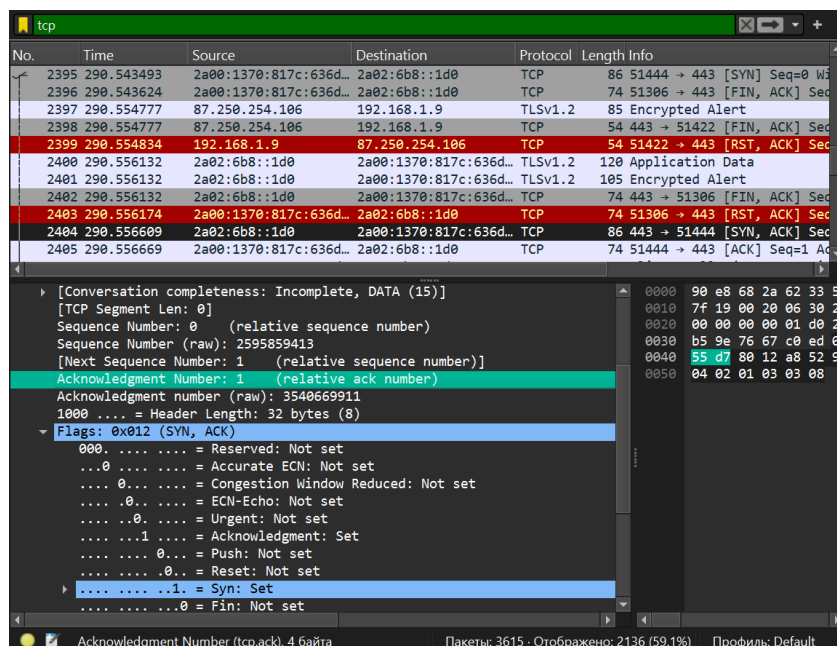 tcp
No. Time Source Destination Protocol Length Info
2395 290.543493 2a00:1370:817c:636d… 2a02:6b8::1d0 TCP 86 51444 → 443 [SYN] Seq=0 Wi
2396 290.543624 2a00:1370:817c:636d… 2a02:6b8::1d0 TCP 74 51306 → 443 [FIN, ACK] Sec
2397 290.554777 87.250.254.106 192.168.1.9 TLSv1.2 85 Encrypted Alert
2398 290.554777 87.250.254.106 192.168.1.9 TCP 54 443 → 51422 [FIN, ACK] Sec
2399 290.554834 192.168.1.9 87.250.254.106 TCP 54 51422 → 443 [RST, ACK] Sec
2400 290.556132 2a02:6b8::1d0 2a00:1370:817c:636d… TLSv1.2 120 Application Data
2401 290.556132 2a02:6b8::1d0 2a00:1370:817c:636d… TLSv1.2 105 Encrypted Alert
2402 290.556132 2a02:6b8::1d0 2a00:1370:817c:636d… TCP 74 443 → 51306 [FIN, ACK] Sec
2403 290.556174 2a00:1370:817c:636d… 2a02:6b8::1d0 TCP 74 51306 → 443 [RST, ACK] Sec
2404 290.556609 2a02:6b8::1d0 2a00:1370:817c:636d… TCP 86 443 → 51444 [SYN, ACK] Sec
2405 290.556669 2a00:1370:817c:636d… 2a02:6b8::1d0 TCP 74 51444 → 443 [ACK] Seq=1 Ac
[Conversation completeness: Incomplete, DATA (15)]
[TCP Segment Len: 0]
Sequence Number: 0 (relative sequence number)
Sequence Number (raw): 2595859413
[Next Sequence Number: 1 (relative sequence number)]
Acknowledgment Number: 1 (relative ack number)
Acknowledgment number (raw): 3540669911
1000 .... = Header Length: 32 bytes (8)
Flags: 0x012 (SYN, ACK)
000. .... .... = Reserved: Not set
...0 .... .... = Accurate ECN: Not set
.... 0... .... = Congestion Window Reduced: Not set
.... .0.. .... = ECN-Echo: Not set
.... ..0. .... = Urgent: Not set
.... ...1 .... = Acknowledgment: Set
.... .... 0... = Push: Not set
.... .... .0.. = Reset: Not set
.... .... ..1. = Syn: Set
.... .... ...0 = Fin: Not set
0000 90 e8 68 2a 62 33 5
0010 7f 19 00 20 06 30 2
0020 00 00 00 00 01 d0 2
0030 b5 9e 76 67 c0 ed 0
0040 55 d7 80 12 a8 52 9
0050 04 02 01 03 03 08
Acknowledgment Number (tcp.ack), 4 байта Пакеты: 3615 · Отображено: 2136 (59.1%) Профиль: Default